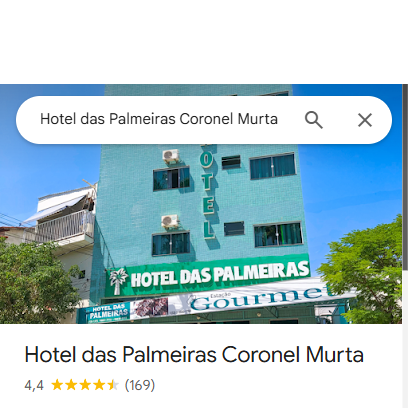 Hotel das Palmeiras Coronel Murta
HOTEL
HOTEL DAS PALMEIRAS
HOTEL DAS
PALMEIRAS
Estação
Gourmet
Hotel das Palmeiras Coronel Murta
4,4 (169)